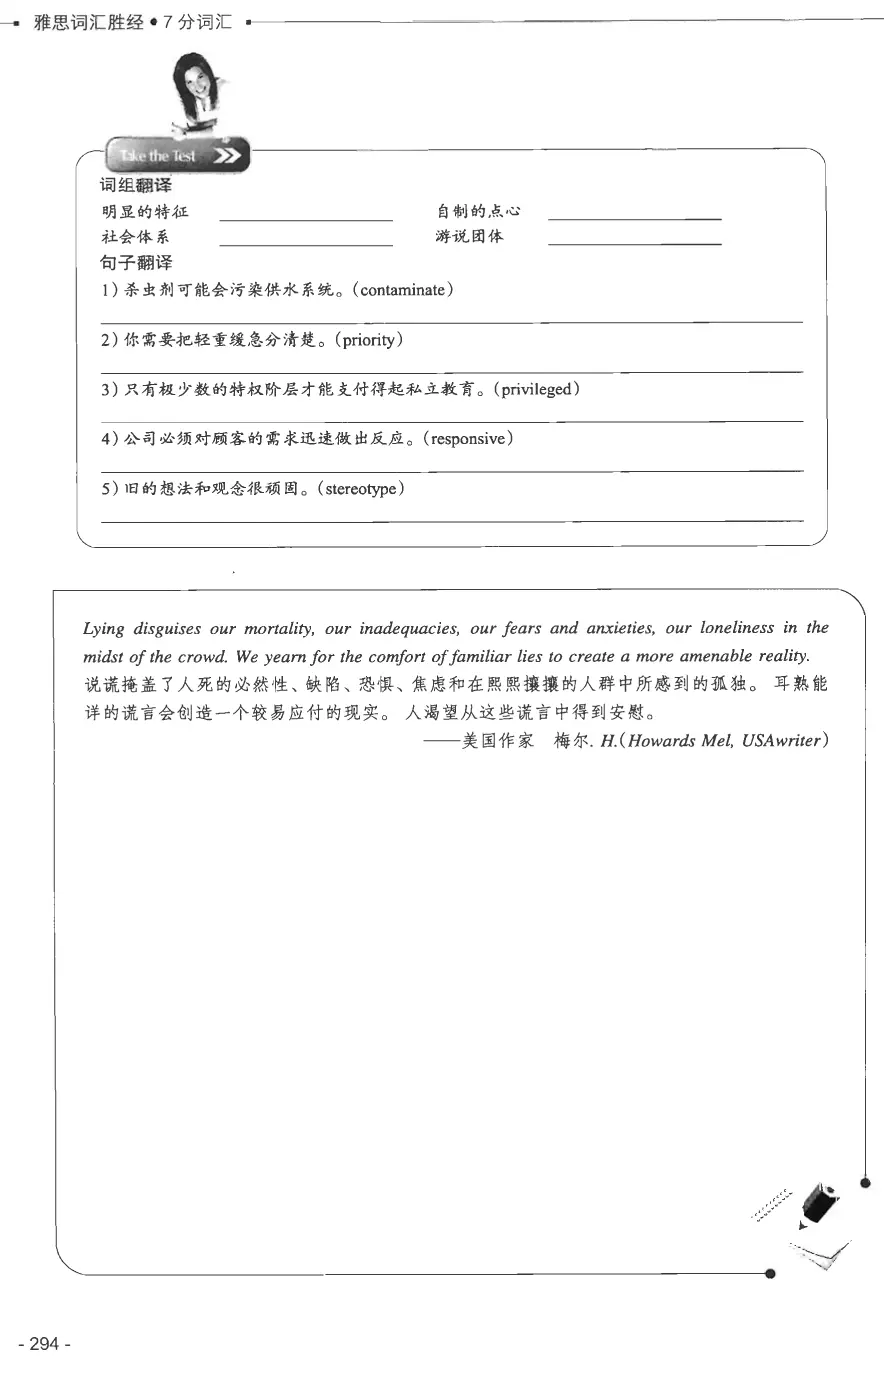 雅思词汇胜经•7分词汇
Take the Test
词组翻译
明显的特征 自制的点心
社会体系 游说团体
句子翻译
1) 杀虫剂可能会污染供水系统。(contaminate)
2) 你需要把轻重缓急分清楚。(priority)
3) 只有极少数的特权阶层才能支付得起私立教育。(privileged)
4) 公司必须对顾客的需求迅速做出反应。(responsive)
5) 旧的想法和观念很顽固。(stereotype)
Lying disguises our mortality, our inadequacies, our fears and anxieties, our loneliness in the
midst of the crowd. We yearn for the comfort of familiar lies to create a more amenable reality.
说谎掩盖了人死的必然性、缺陷、恐惧、焦虑和在熙熙攘攘的人群中所感到的孤独。 耳熟能
详的谎言会创造一个较易应付的现实。 人渴望从这些谎言中得到安慰。
——美国作家 梅尔. H.(Howards Mel, USAwriter)
- 294 -